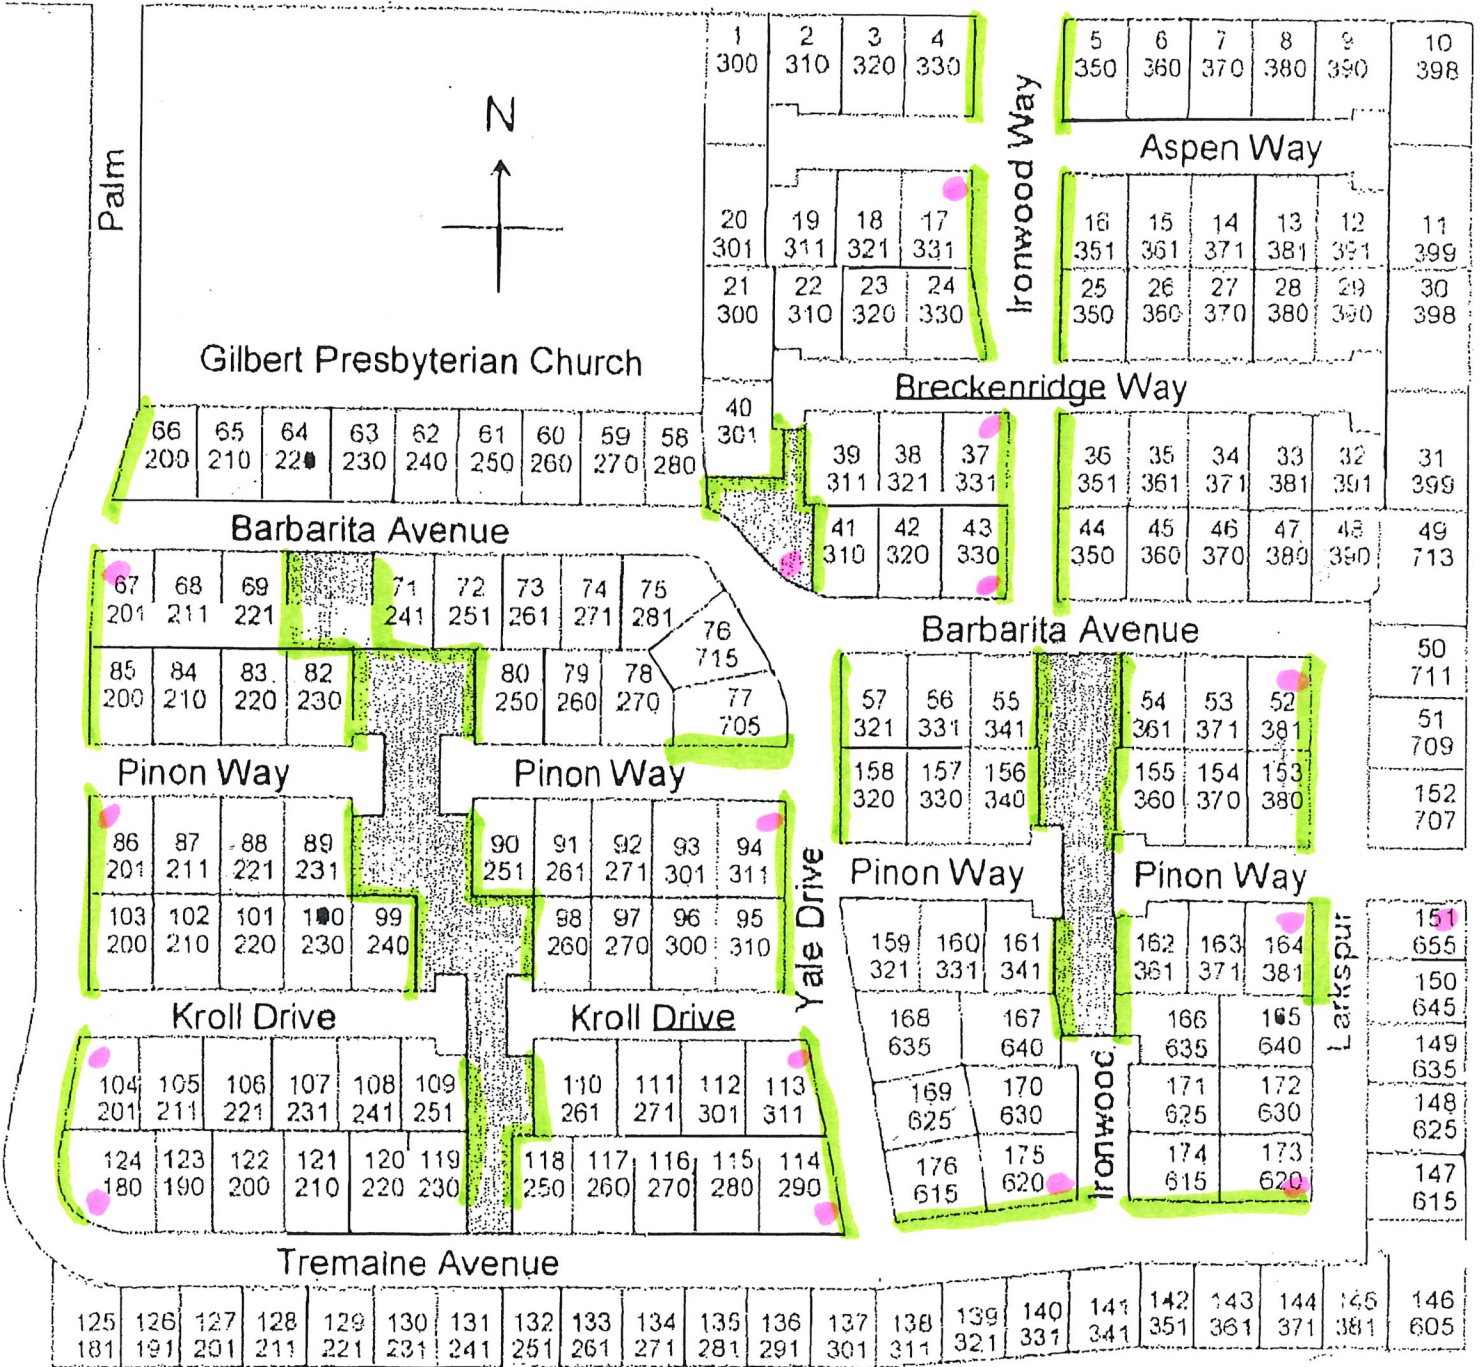 1 2 3 4 5 6 7 8 9 10
300 310 320 330 350 360 370 380 390 398
N
Palm
Ironwood Way
Aspen Way
20 19 18 17 16 15 14 13 12 11
301 311 321 331 351 361 371 381 391 399
21 22 23 24 25 26 27 28 29 30
300 310 320 330 350 360 370 380 390 398
Gilbert Presbyterian Church
Breckenridge Way
66 65 64 63 62 61 60 59 58 40
200 210 220 230 240 250 260 270 280 301
39 38 37 36 35 34 33 32 31
311 321 331 351 361 371 381 391 399
Barbarita Avenue
41 42 43 44 45 46 47 48 49
310 320 330 350 360 370 380 390 713
67 68 69 71 72 73 74 75
201 211 221 241 251 261 271 281
76
715
Barbarita Avenue
50
711
85 84 83 82 80 79 78 77
200 210 220 230 250 260 270 705
57 56 55 54 53 52 51
321 331 341 361 371 381 709
Pinon Way Pinon Way
158 157 156 155 154 153 152
320 330 340 360 370 380 707
86 87 88 89 90 91 92 93 94
201 211 221 231 251 261 271 301 311
Yale Drive
Pinon Way Pinon Way
103 102 101 100 99 98 97 96 95
200 210 220 230 240 260 270 300 310
159 160 161 162 163 164 151
321 331 341 361 371 381 655
Larkspur
150
645
Kroll Drive Kroll Drive
168 167 166 165 149
635 640 635 640 635
Ironwood
104 105 106 107 108 109 110 111 112 113
201 211 221 231 241 251 261 271 301 311
169 170 171 172 148
625 630 625 630 625
124 123 122 121 120 119 118 117 116 115 114
180 190 200 210 220 230 250 260 270 280 290
176 175 174 173 147
615 620 615 620 615
Tremaine Avenue
125 126 127 128 129 130 131 132 133 134 135 136 137 138 139 140 141 142 143 144 145 146
181 191 201 211 221 231 241 251 261 271 281 291 301 311 321 331 341 351 361 371 381 605